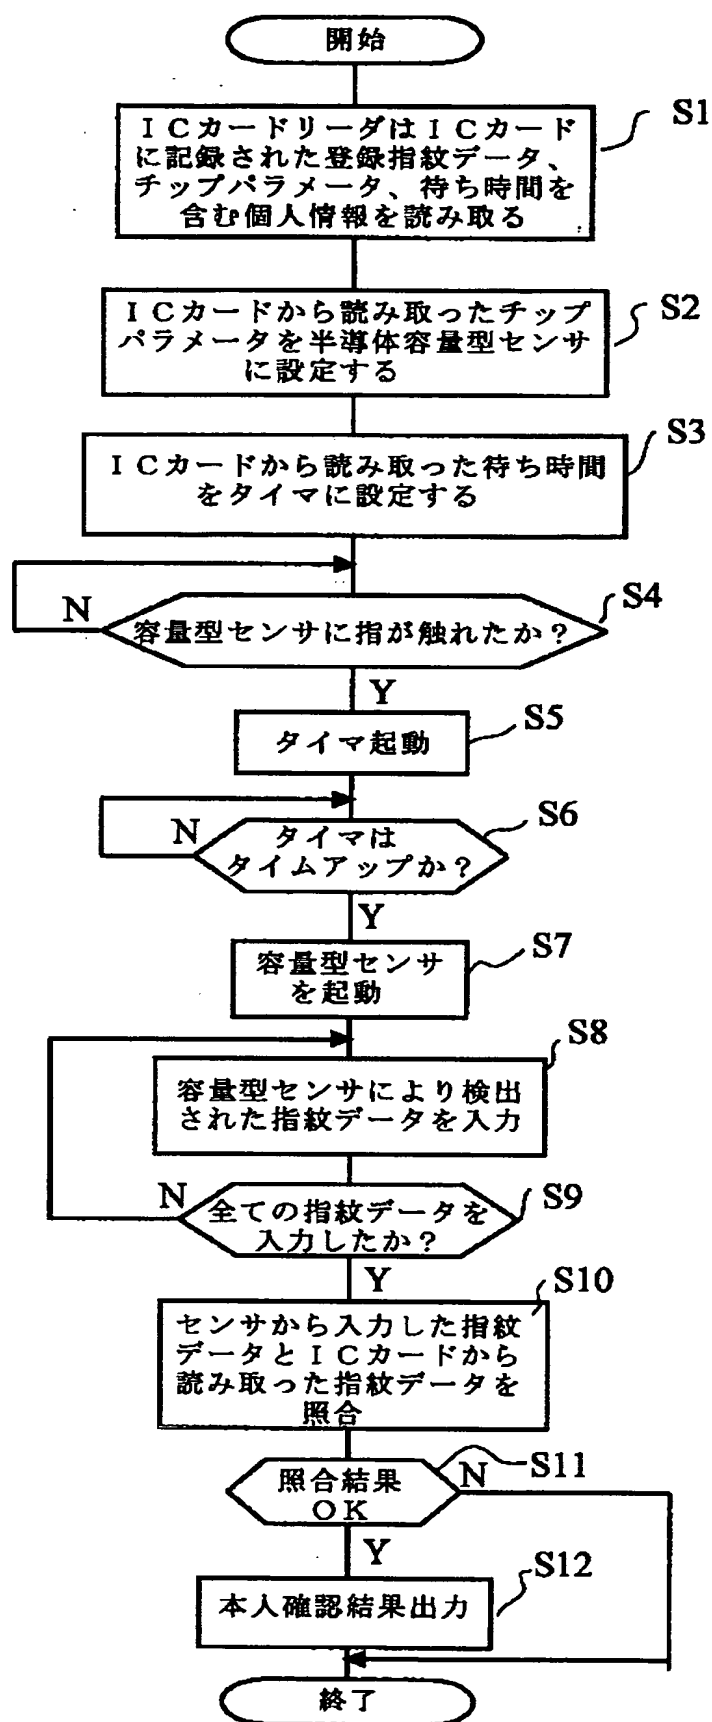 開始
S1
ＩＣカードリーダはＩＣカード
に記録された登録指紋データ、
チップパラメータ、待ち時間を
含む個人情報を読み取る
S2
ＩＣカードから読み取ったチップ
パラメータを半導体容量型センサ
に設定する
S3
ＩＣカードから読み取った待ち時間
をタイマに設定する
S4
N
容量型センサに指が触れたか？
Y
S5
タイマ起動
S6
N
タイマは
タイムアップか？
Y
S7
容量型センサ
を起動
S8
容量型センサにより検出
された指紋データを入力
S9
N
全ての指紋データを
入力したか？
Y
S10
センサから入力した指紋
データとＩＣカードから
読み取った指紋データを
照合
S11
照合結果
ＯＫ
N
Y
S12
本人確認結果出力
終了